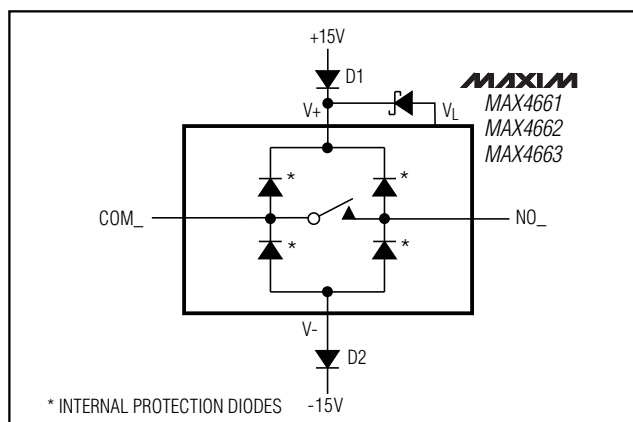 +15V
D1
MAXIM
V+
VL
MAX4661
MAX4662
MAX4663
*
*
COM_
NO_
*
*
V-
D2
* INTERNAL PROTECTION DIODES
-15V